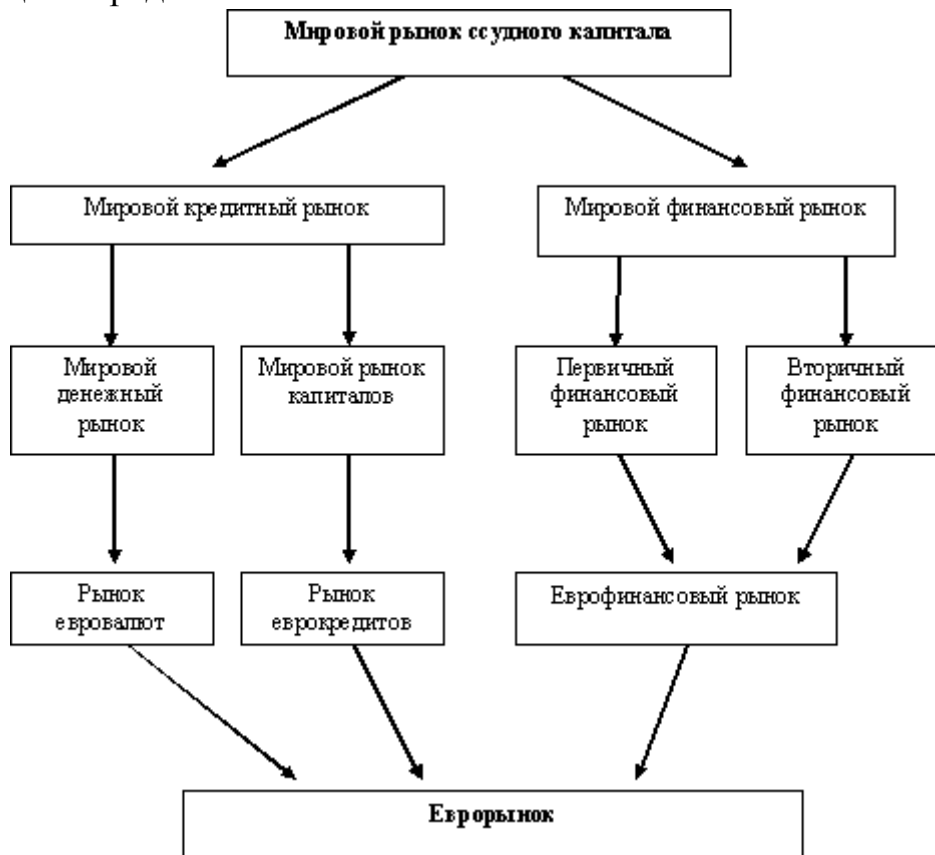 Мировой рынок ссудного капитала
Мировой кредитный рынок
Мировой финансовый рынок
Мировой
денежный
рынок
Мировой рынок
капиталов
Первичный
финансовый
рынок
Вторичный
финансовый
рынок
Рынок
евровалют
Рынок
еврокредитов
Еврофинансовый рынок
Еврорынок